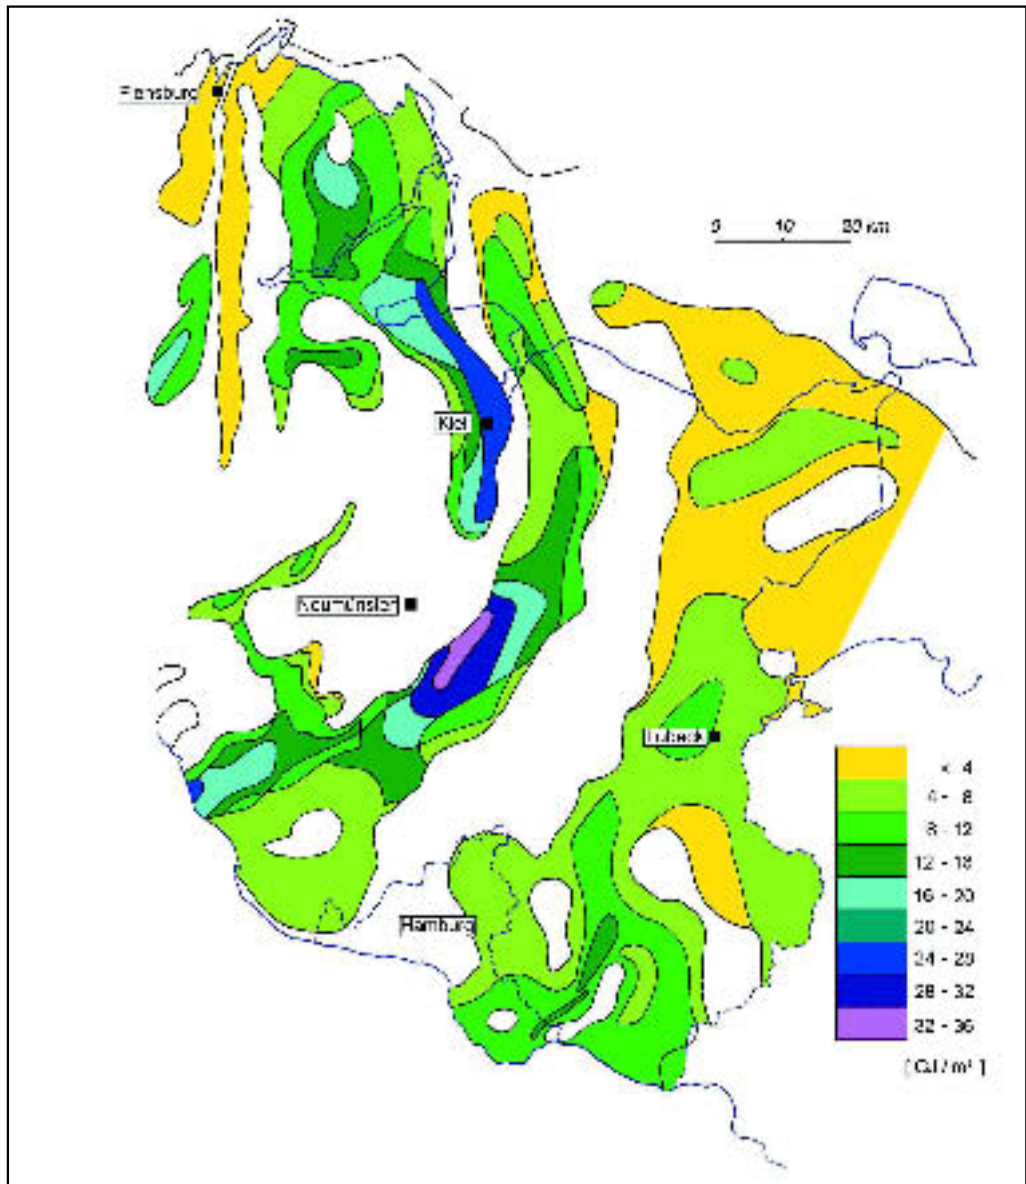 Flensburg
0 10 20 km
Kiel
Neumünster
Lübeck
Hamburg
< 4
4 - 8
8 - 12
12 - 16
16 - 20
20 - 24
24 - 28
28 - 32
32 - 36
[ GJ / m² ]